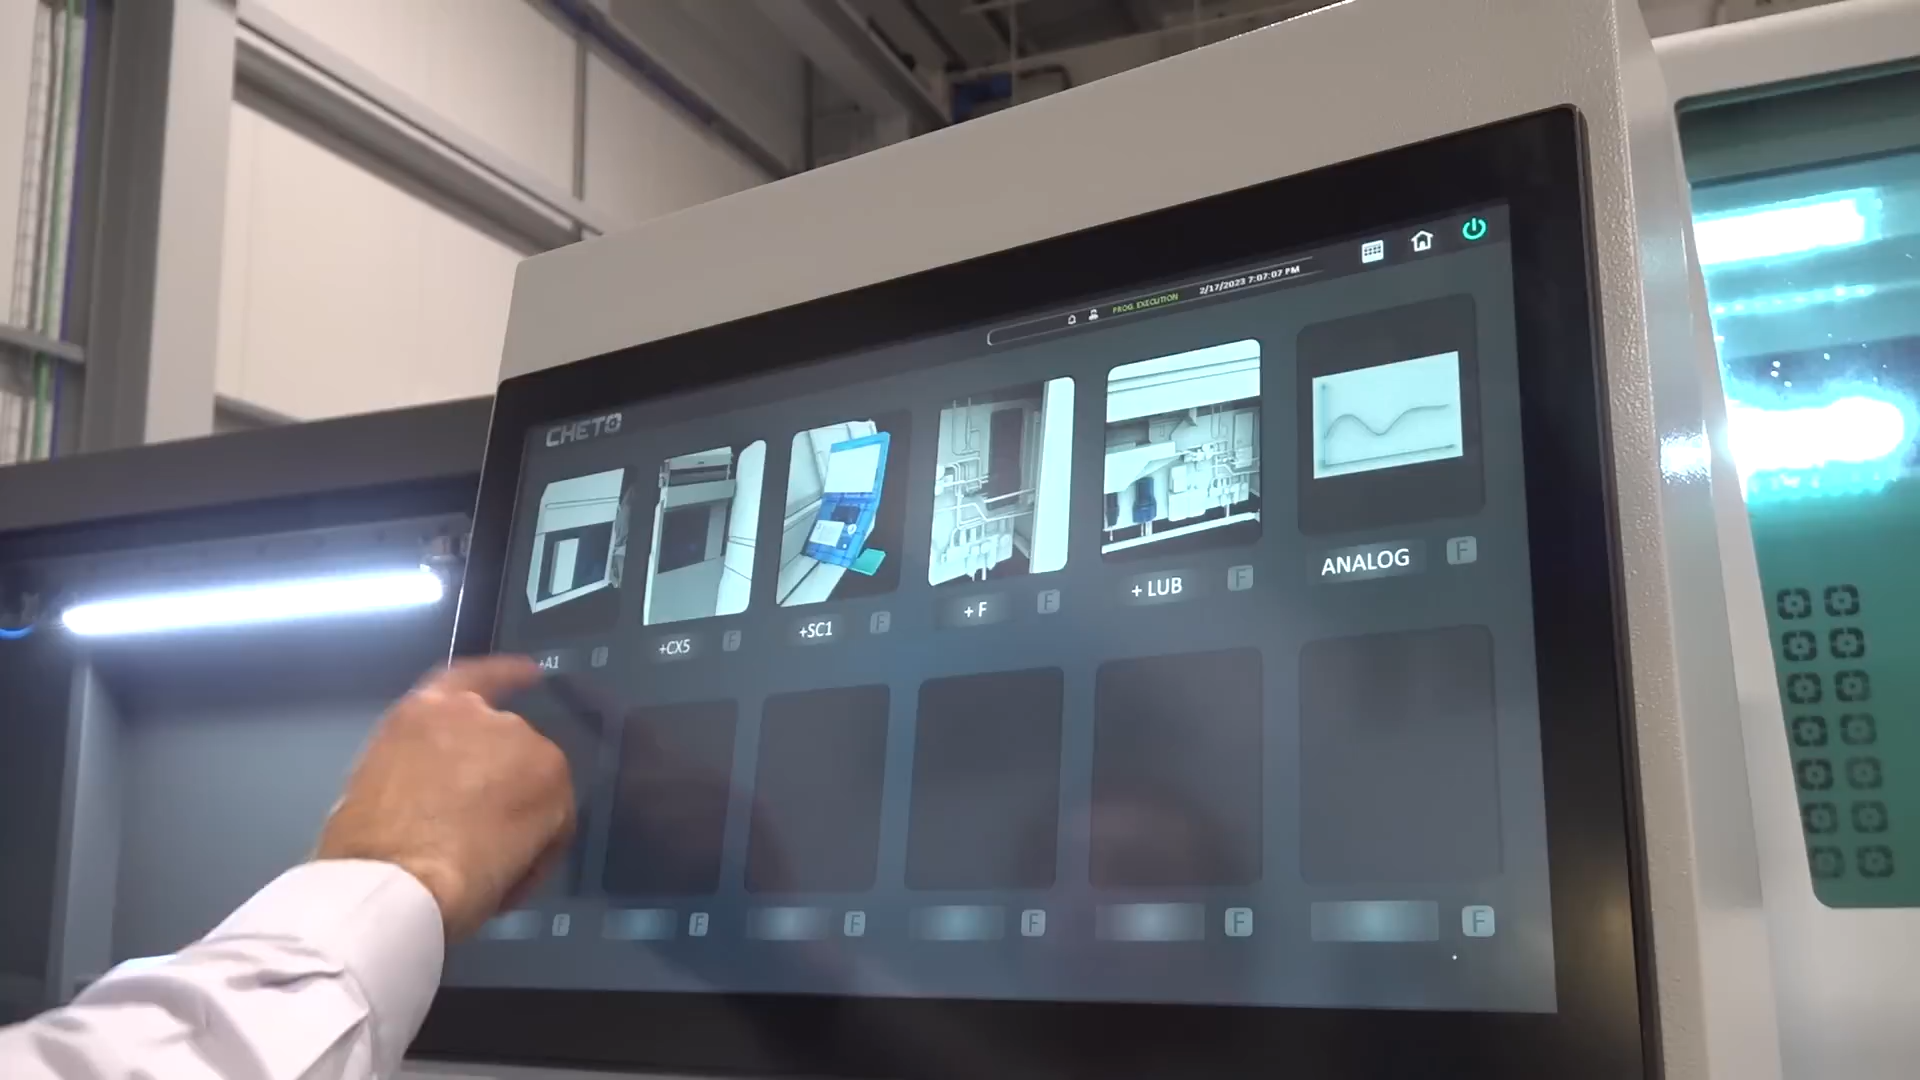 CHETO
PROG. EXECUTION
2/17/2023 7:07:07 PM
+A1
F
+CX5
F
+SC1
F
+ F
F
+ LUB
F
ANALOG
F
F
F
F
F
F
F